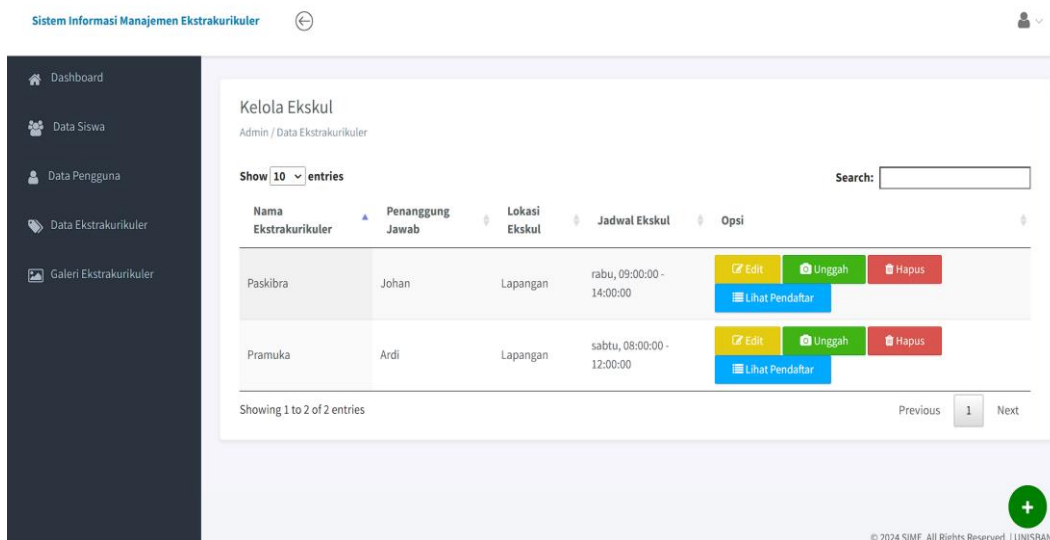 Sistem Informasi Manajemen Ekstrakurikuler
Dashboard
Data Siswa
Data Pengguna
Data Ekstrakurikuler
Galeri Ekstrakurikuler
Kelola Ekskul
Admin / Data Ekstrakurikuler
Show 10 entries
Search:
Nama Ekstrakurikuler
Penanggung Jawab
Lokasi Ekskul
Jadwal Ekskul
Opsi
Paskibra
Johan
Lapangan
rabu, 09:00:00 -
14:00:00
Edit
Unggah
Hapus
Lihat Pendaftar
Pramuka
Ardi
Lapangan
sabtu, 08:00:00 -
12:00:00
Edit
Unggah
Hapus
Lihat Pendaftar
Showing 1 to 2 of 2 entries
Previous 1 Next
+
© 2024 SIME. All Rights Reserved. | UNISBAN